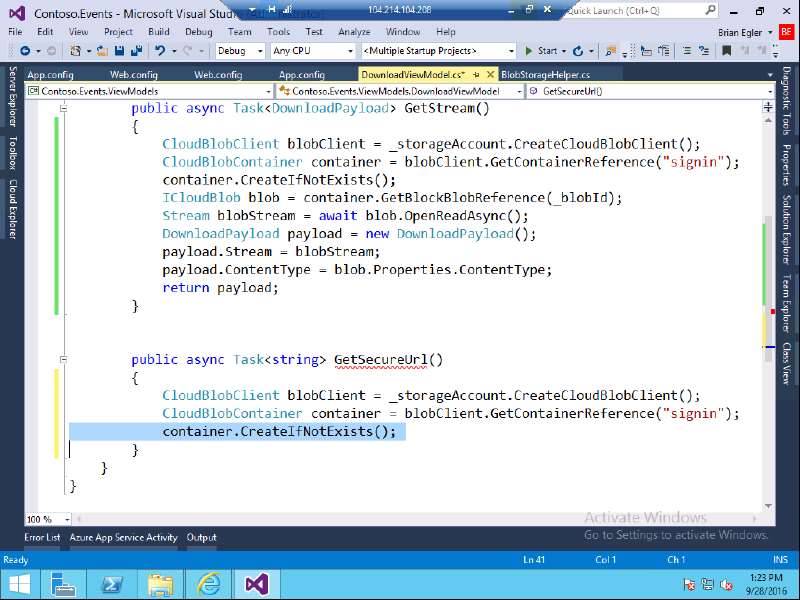 Contoso.Events - Microsoft Visual Studio
104.214.104.208
Quick Launch (Ctrl+Q)
File Edit View Project Build Debug Team Tools Test Analyze Window Help
Brian Egler BE
Debug Any CPU <Multiple Startup Projects> Start
App.config Web.config Web.config App.config DownloadViewModel.cs* BlobStorageHelper.cs
Contoso.Events.ViewModels Contoso.Events.ViewModels.DownloadViewModel GetSecureUrl()
public async Task<DownloadPayload> GetStream()
{
CloudBlobClient blobClient = _storageAccount.CreateCloudBlobClient();
CloudBlobContainer container = blobClient.GetContainerReference("signin");
container.CreateIfNotExists();
ICloudBlob blob = container.GetBlockBlobReference(_blobId);
Stream blobStream = await blob.OpenReadAsync();
DownloadPayload payload = new DownloadPayload();
payload.Stream = blobStream;
payload.ContentType = blob.Properties.ContentType;
return payload;
}
public async Task<string> GetSecureUrl()
{
CloudBlobClient blobClient = _storageAccount.CreateCloudBlobClient();
CloudBlobContainer container = blobClient.GetContainerReference("signin");
container.CreateIfNotExists();
}
}
}
Server Explorer
Toolbox
Cloud Explorer
Diagnostic Tools
Properties
Solution Explorer
Team Explorer
Class View
100 %
Activate Windows
Go to Settings to activate Windows.
Error List Azure App Service Activity Output
Ready Ln 41 Col 1 Ch 1 INS
1:23 PM
9/28/2016